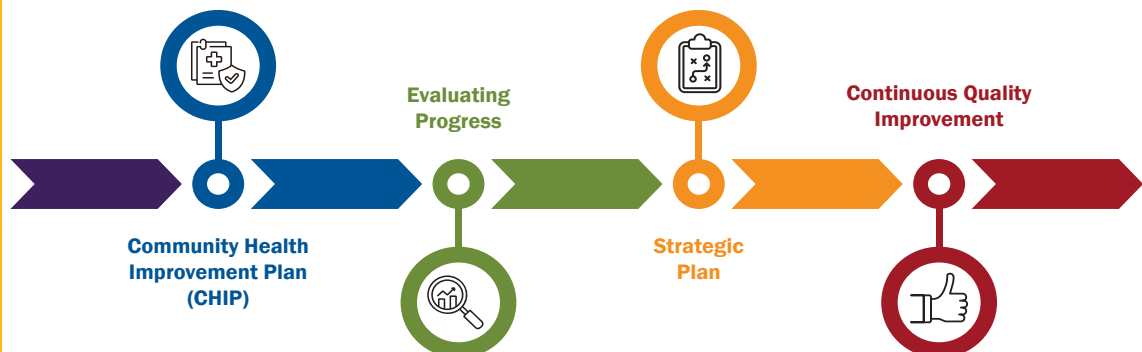 Community Health
Improvement Plan
(CHIP)
Evaluating
Progress
Strategic
Plan
Continuous Quality
Improvement